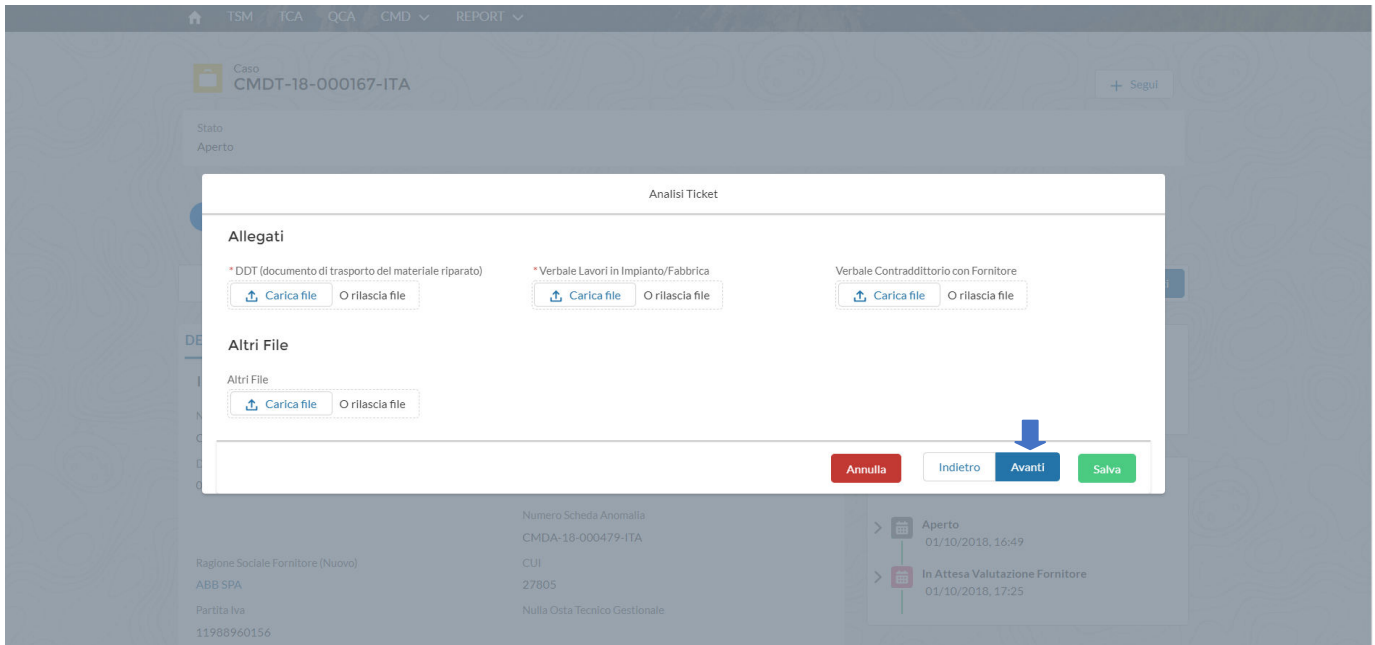 TSM TCA QCA CMD REPORT
Caso
CMDT-18-000167-ITA
+ Segui
Stato
Aperto
Analisi Ticket
Allegati
* DDT (documento di trasporto del materiale riparato) * Verbale Lavori in Impianto/Fabbrica Verbale Contraddittorio con Fornitore
Carica file O rilascia file Carica file O rilascia file Carica file O rilascia file
DE
Altri File
Altri File
Carica file O rilascia file
Annulla Indietro Avanti Salva
Numero Scheda Anomalia
CMDA-18-000479-ITA
Aperto
01/10/2018, 16:49
Ragione Sociale Fornitore (Nuovo) CUI
ABB SPA 27805
In Attesa Valutazione Fornitore
01/10/2018, 17:25
Partita Iva Nulla Osta Tecnico Gestionale
11988960156